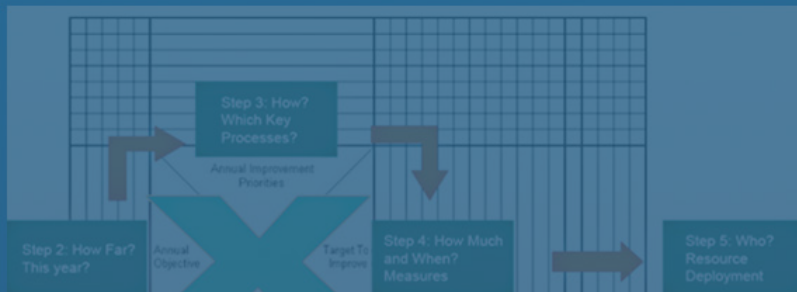 Step 3: How?
Which Key
Processes?
Annual Improvement
Priorities
Step 2: How Far?
This year?
Annual
Objective
Target To
Improve
Step 4: How Much
and When?
Measures
Step 5: Who?
Resource
Deployment